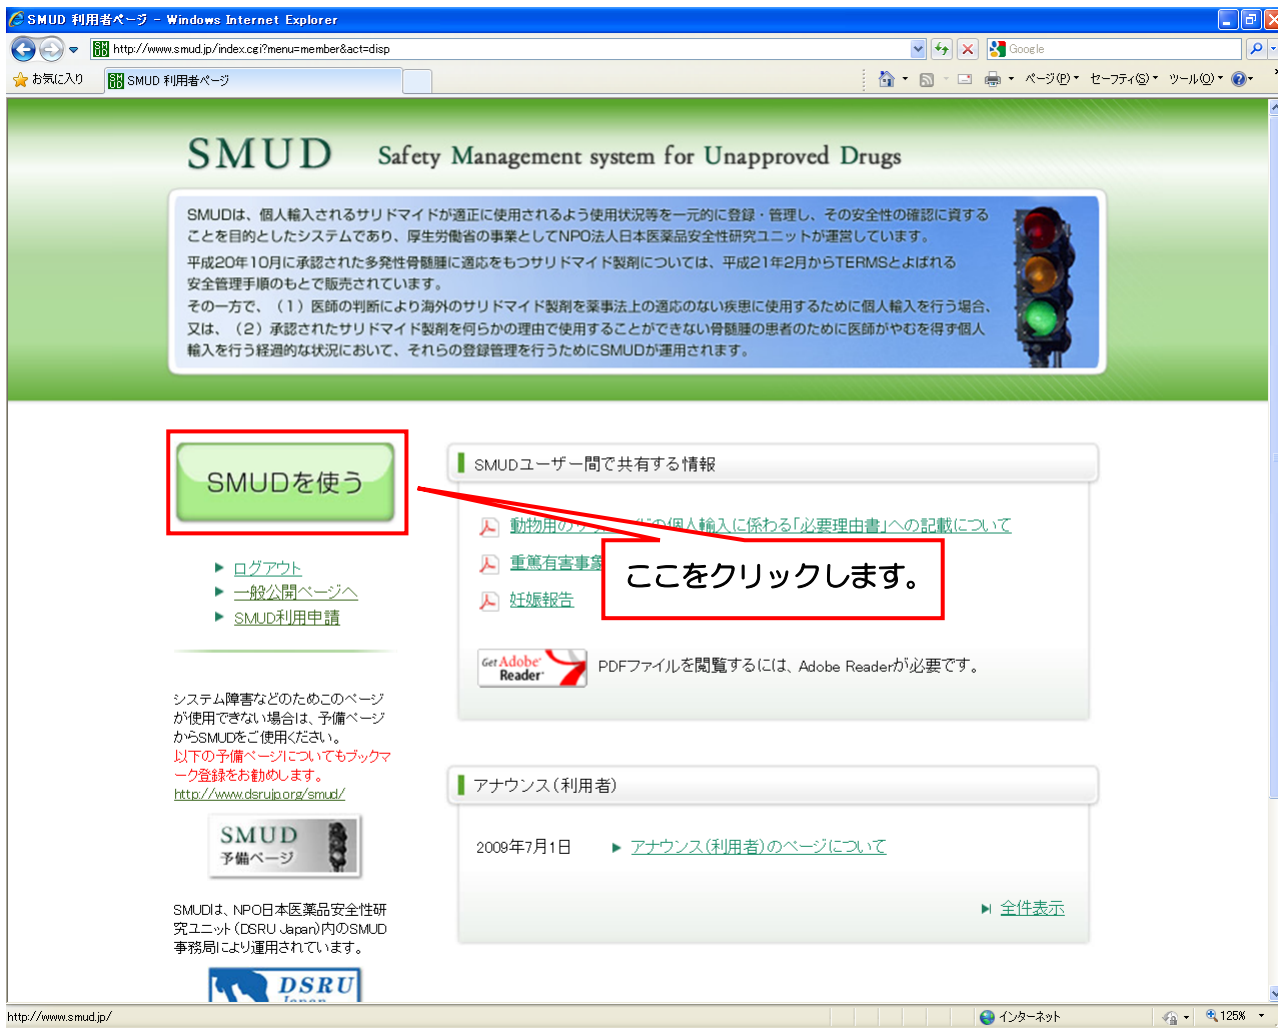 SMUD 利用者ページ - Windows Internet Explorer
http://www.smud.jp/index.cgi?menu=member&act=disp
Google
お気に入り
SMUD 利用者ページ
ページ(P)
セーフティ(S)
ツール(O)
SMUD Safety Management system for Unapproved Drugs
SMUDは、個人輸入されるサリドマイドが適正に使用されるよう使用状況等を一元的に登録・管理し、その安全性の確認に資する
ことを目的としたシステムであり、厚生労働省の事業としてNPO法人日本医薬品安全性研究ユニットが運営しています。
平成20年10月に承認された多発性骨髄腫に適応をもつサリドマイド製剤については、平成21年2月からTERMSとよばれる
安全管理手順のもとで販売されています。
その一方で、（1）医師の判断により海外のサリドマイド製剤を薬事法上の適応のない疾患に使用するために個人輸入を行う場合、
又は、（2）承認されたサリドマイド製剤を何らかの理由で使用することができない骨髄腫の患者のために医師がやむを得ず個人
輸入を行う経過的な状況において、それらの登録管理を行うためにSMUDが運用されます。
SMUDを使う
ログアウト
一般公開ページへ
SMUD利用申請
システム障害などのためこのページ
が使用できない場合は、予備ページ
からSMUDをご使用ください。
以下の予備ページについてもブックマ
ーク登録をお勧めします。
http://www.dsrujp.org/smud/
SMUD
予備ページ
SMUDは、NPO日本医薬品安全性研
究ユニット(DSRU Japan)内のSMUD
事務局により運用されています。
DSRU
Japan
SMUDユーザー間で共有する情報
動物用のサ の個人輸入に係わる「必要理由書」への記載について
重篤有害事象
妊娠報告
ここをクリックします。
Get Adobe
Reader
PDFファイルを閲覧するには、Adobe Readerが必要です。
アナウンス(利用者)
2009年7月1日
アナウンス(利用者)のページについて
全件表示
http://www.smud.jp/
インターネット
125%